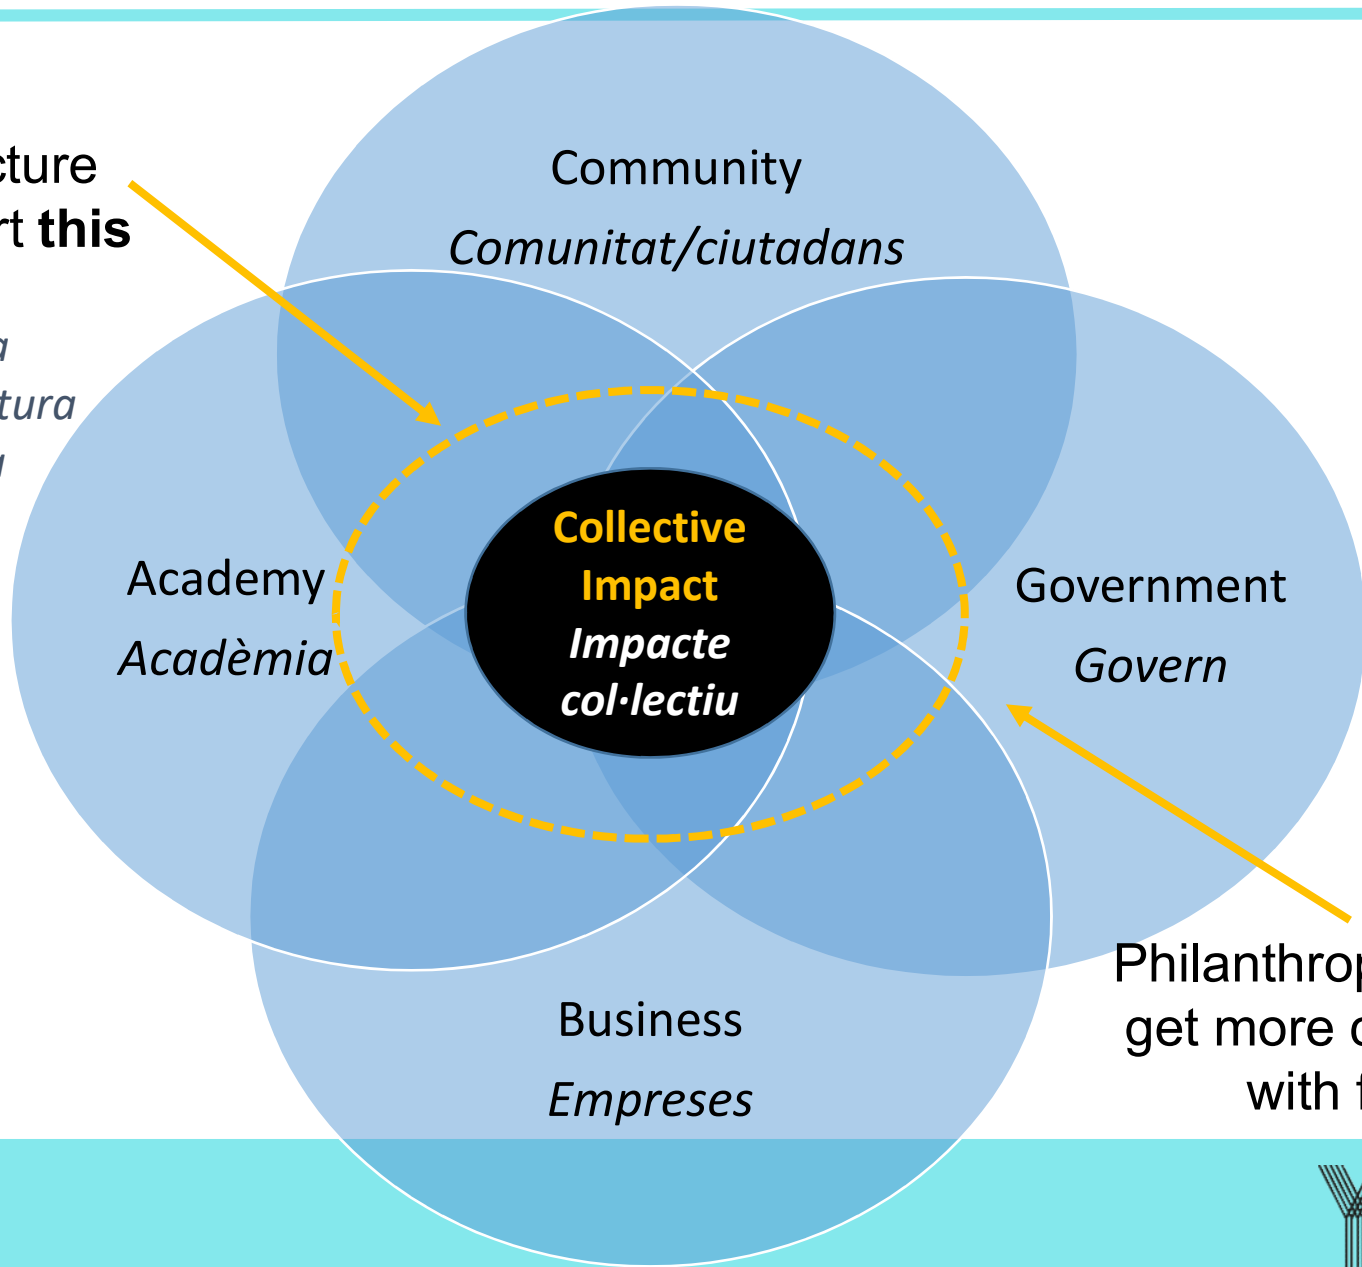 Community
Comunitat/ciutadans
cture
rt this
a
tura
a
Collective
Impact
Impacte
col·lectiu
Academy
Acadèmia
Government
Govern
Philanthrop
get more c
with f
Business
Empreses